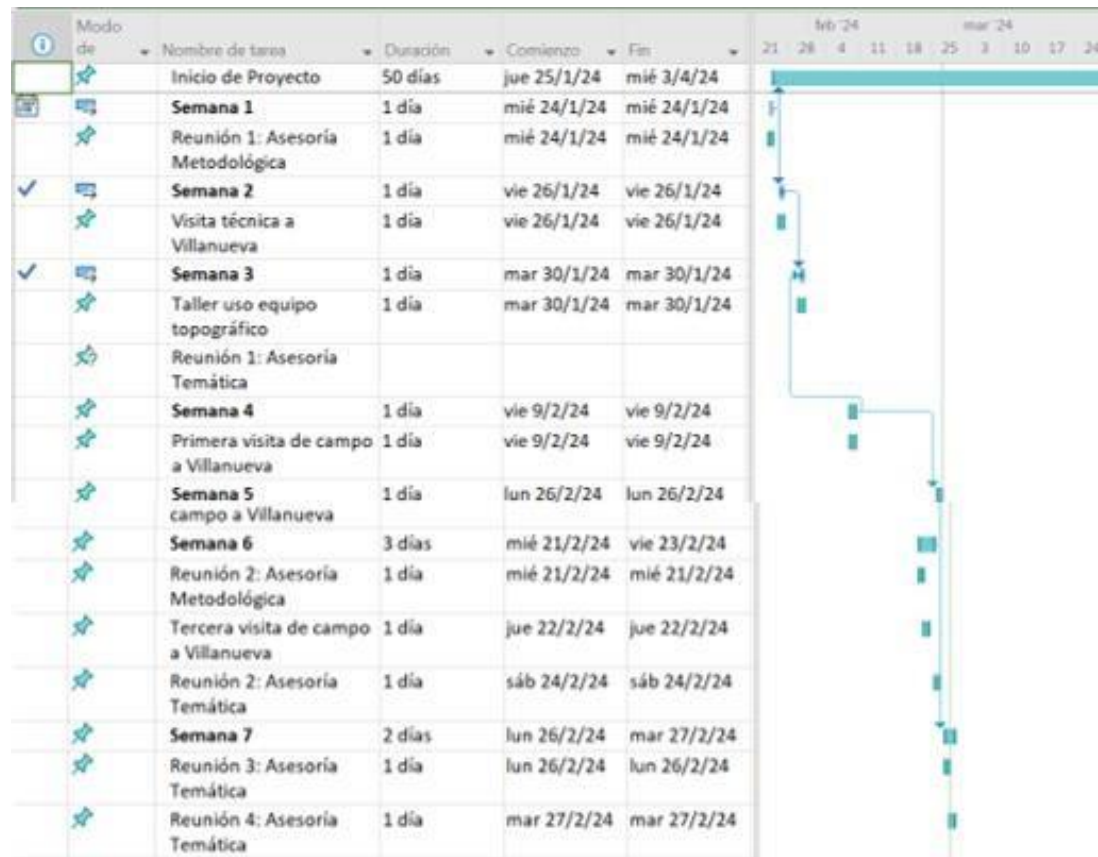 Modo
de
Nombre de tarea Duración Comienzo Fin
feb '24 mar '24
21 28 4 11 18 25 3 10 17 24
Inicio de Proyecto 50 días jue 25/1/24 mié 3/4/24
Semana 1 1 día mié 24/1/24 mié 24/1/24
Reunión 1: Asesoría 1 día mié 24/1/24 mié 24/1/24
Metodológica
Semana 2 1 día vie 26/1/24 vie 26/1/24
Visita técnica a 1 día vie 26/1/24 vie 26/1/24
Villanueva
Semana 3 1 día mar 30/1/24 mar 30/1/24
Taller uso equipo 1 día mar 30/1/24 mar 30/1/24
topográfico
Reunión 1: Asesoría
Temática
Semana 4 1 día vie 9/2/24 vie 9/2/24
Primera visita de campo 1 día vie 9/2/24 vie 9/2/24
a Villanueva
Semana 5 1 día lun 26/2/24 lun 26/2/24
campo a Villanueva
Semana 6 3 días mié 21/2/24 vie 23/2/24
Reunión 2: Asesoría 1 día mié 21/2/24 mié 21/2/24
Metodológica
Tercera visita de campo 1 día jue 22/2/24 jue 22/2/24
a Villanueva
Reunión 2: Asesoría 1 día sáb 24/2/24 sáb 24/2/24
Temática
Semana 7 2 días lun 26/2/24 mar 27/2/24
Reunión 3: Asesoría 1 día lun 26/2/24 lun 26/2/24
Temática
Reunión 4: Asesoría 1 día mar 27/2/24 mar 27/2/24
Temática